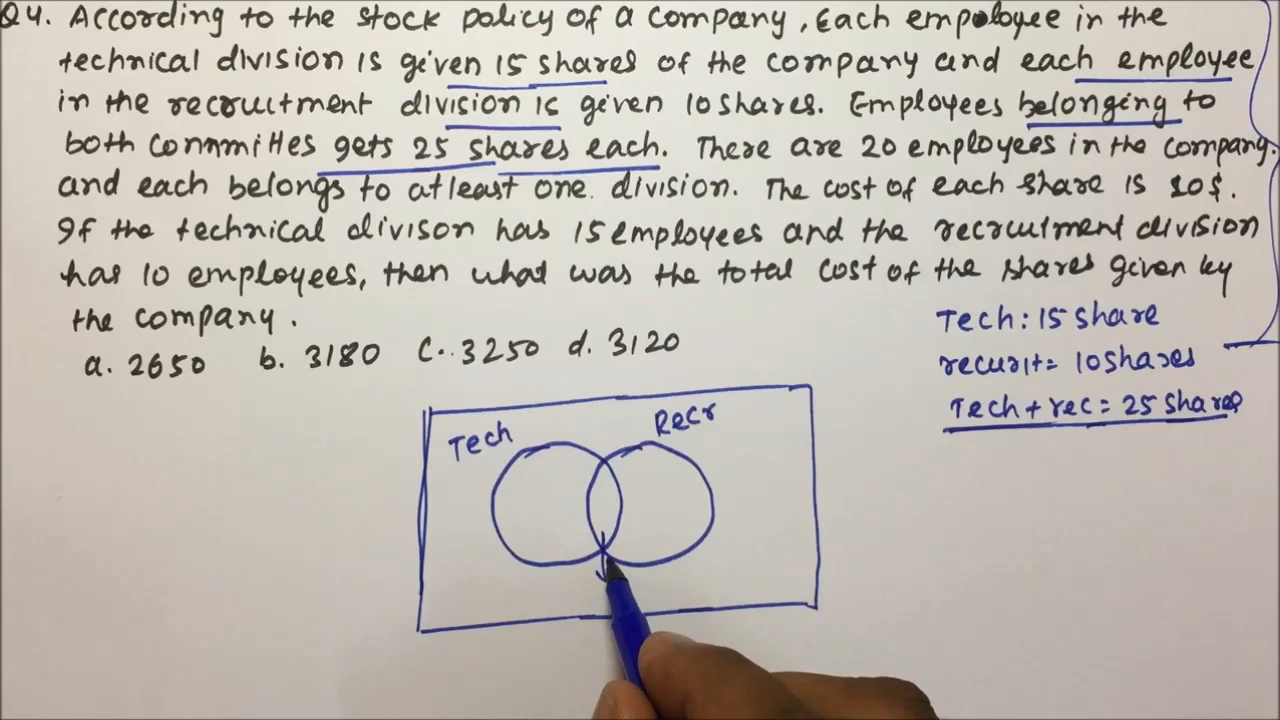 Q4. According to the stock policy of a company, Each empoloyee in the
technical division is given 15 shares of the company and each employee
in the recruitment division is given 10 shares. Employees belonging to
both Conmmittes gets 25 shares each. There are 20 employees in the company.
and each belongs to atleast one. division. The cost of each share is 10$.
If the technical divison has 15 employees and the recruitment division
has 10 employees, then what was the total cost of the shares given by
the company.
a. 2650 b. 3180 C.. 3250 d. 3120
Tech: 15 share
recurit= 10 shares
Tech + rec = 25 shares
Tech
Recr